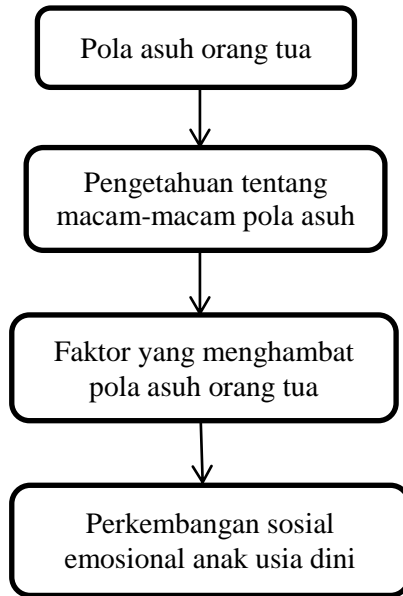 Pola asuh orang tua
Pengetahuan tentang
macam-macam pola asuh
Faktor yang menghambat
pola asuh orang tua
Perkembangan sosial
emosional anak usia dini